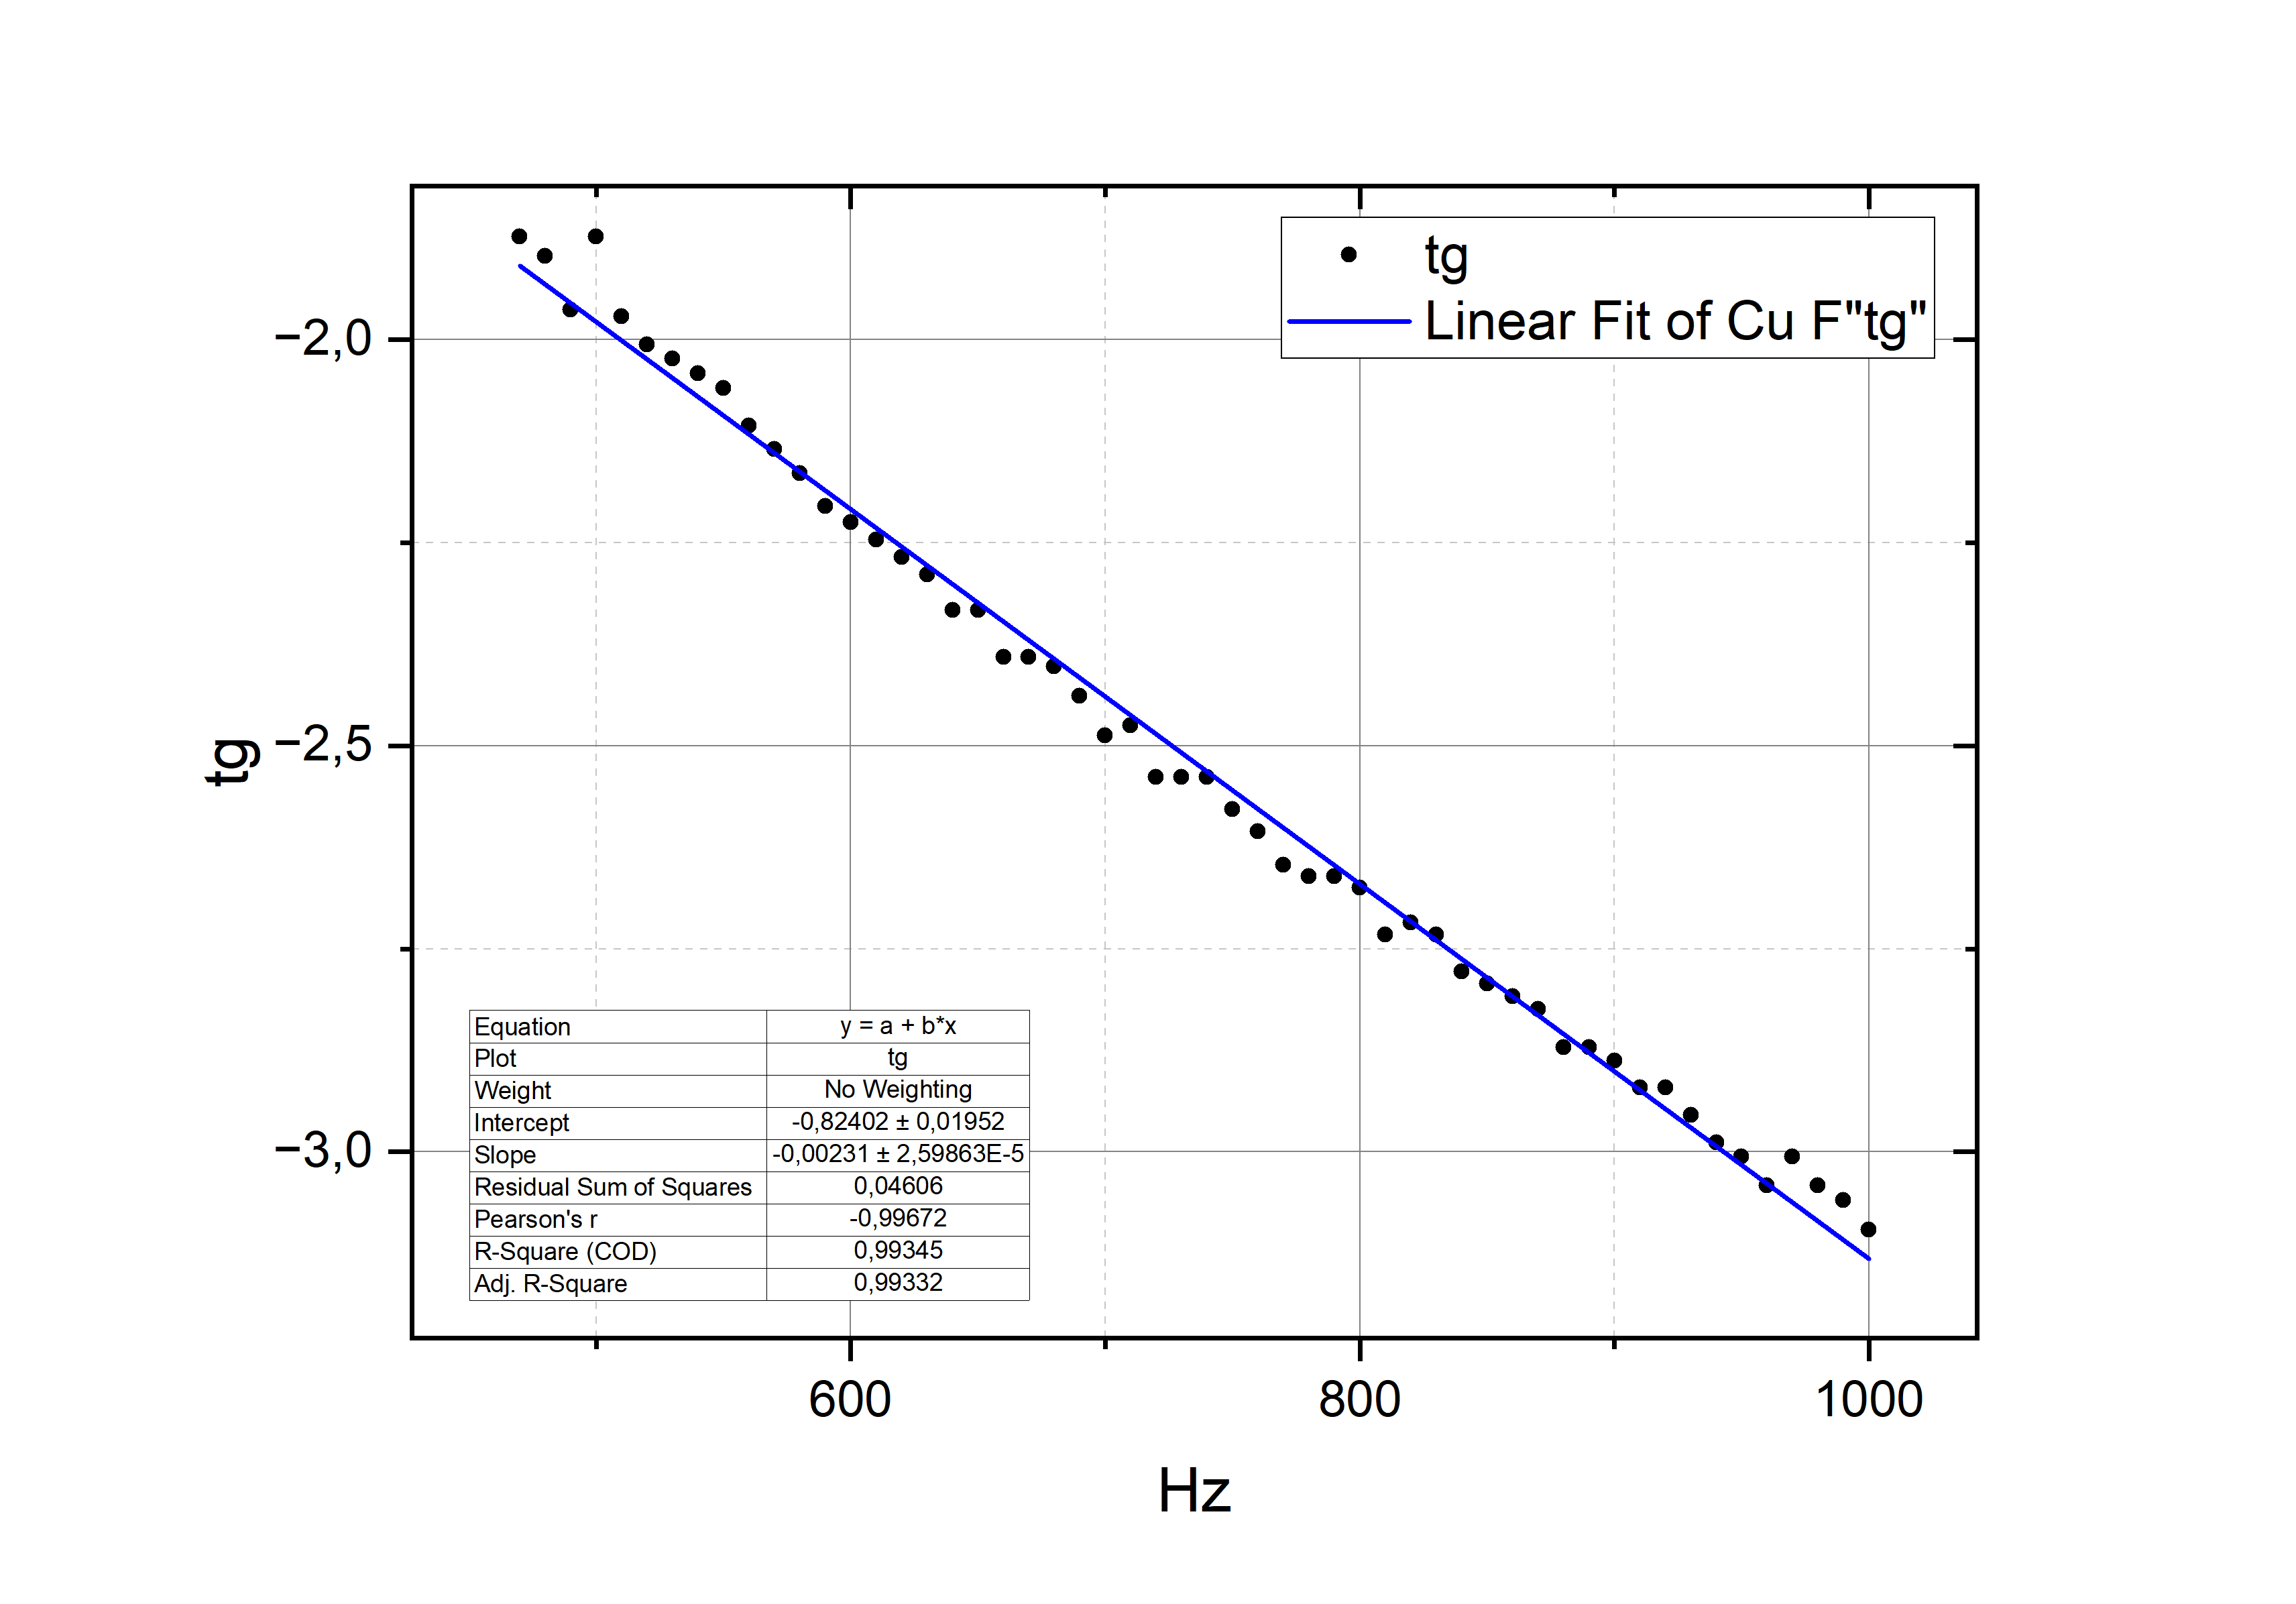 tg
Linear Fit of Cu F"tg"
−2,0
−2,5
−3,0
tg
Equation y = a + b*x
Plot tg
Weight No Weighting
Intercept -0,82402 ± 0,01952
Slope -0,00231 ± 2,59863E-5
Residual Sum of Squares 0,04606
Pearson's r -0,99672
R-Square (COD) 0,99345
Adj. R-Square 0,99332
600 800 1000
Hz